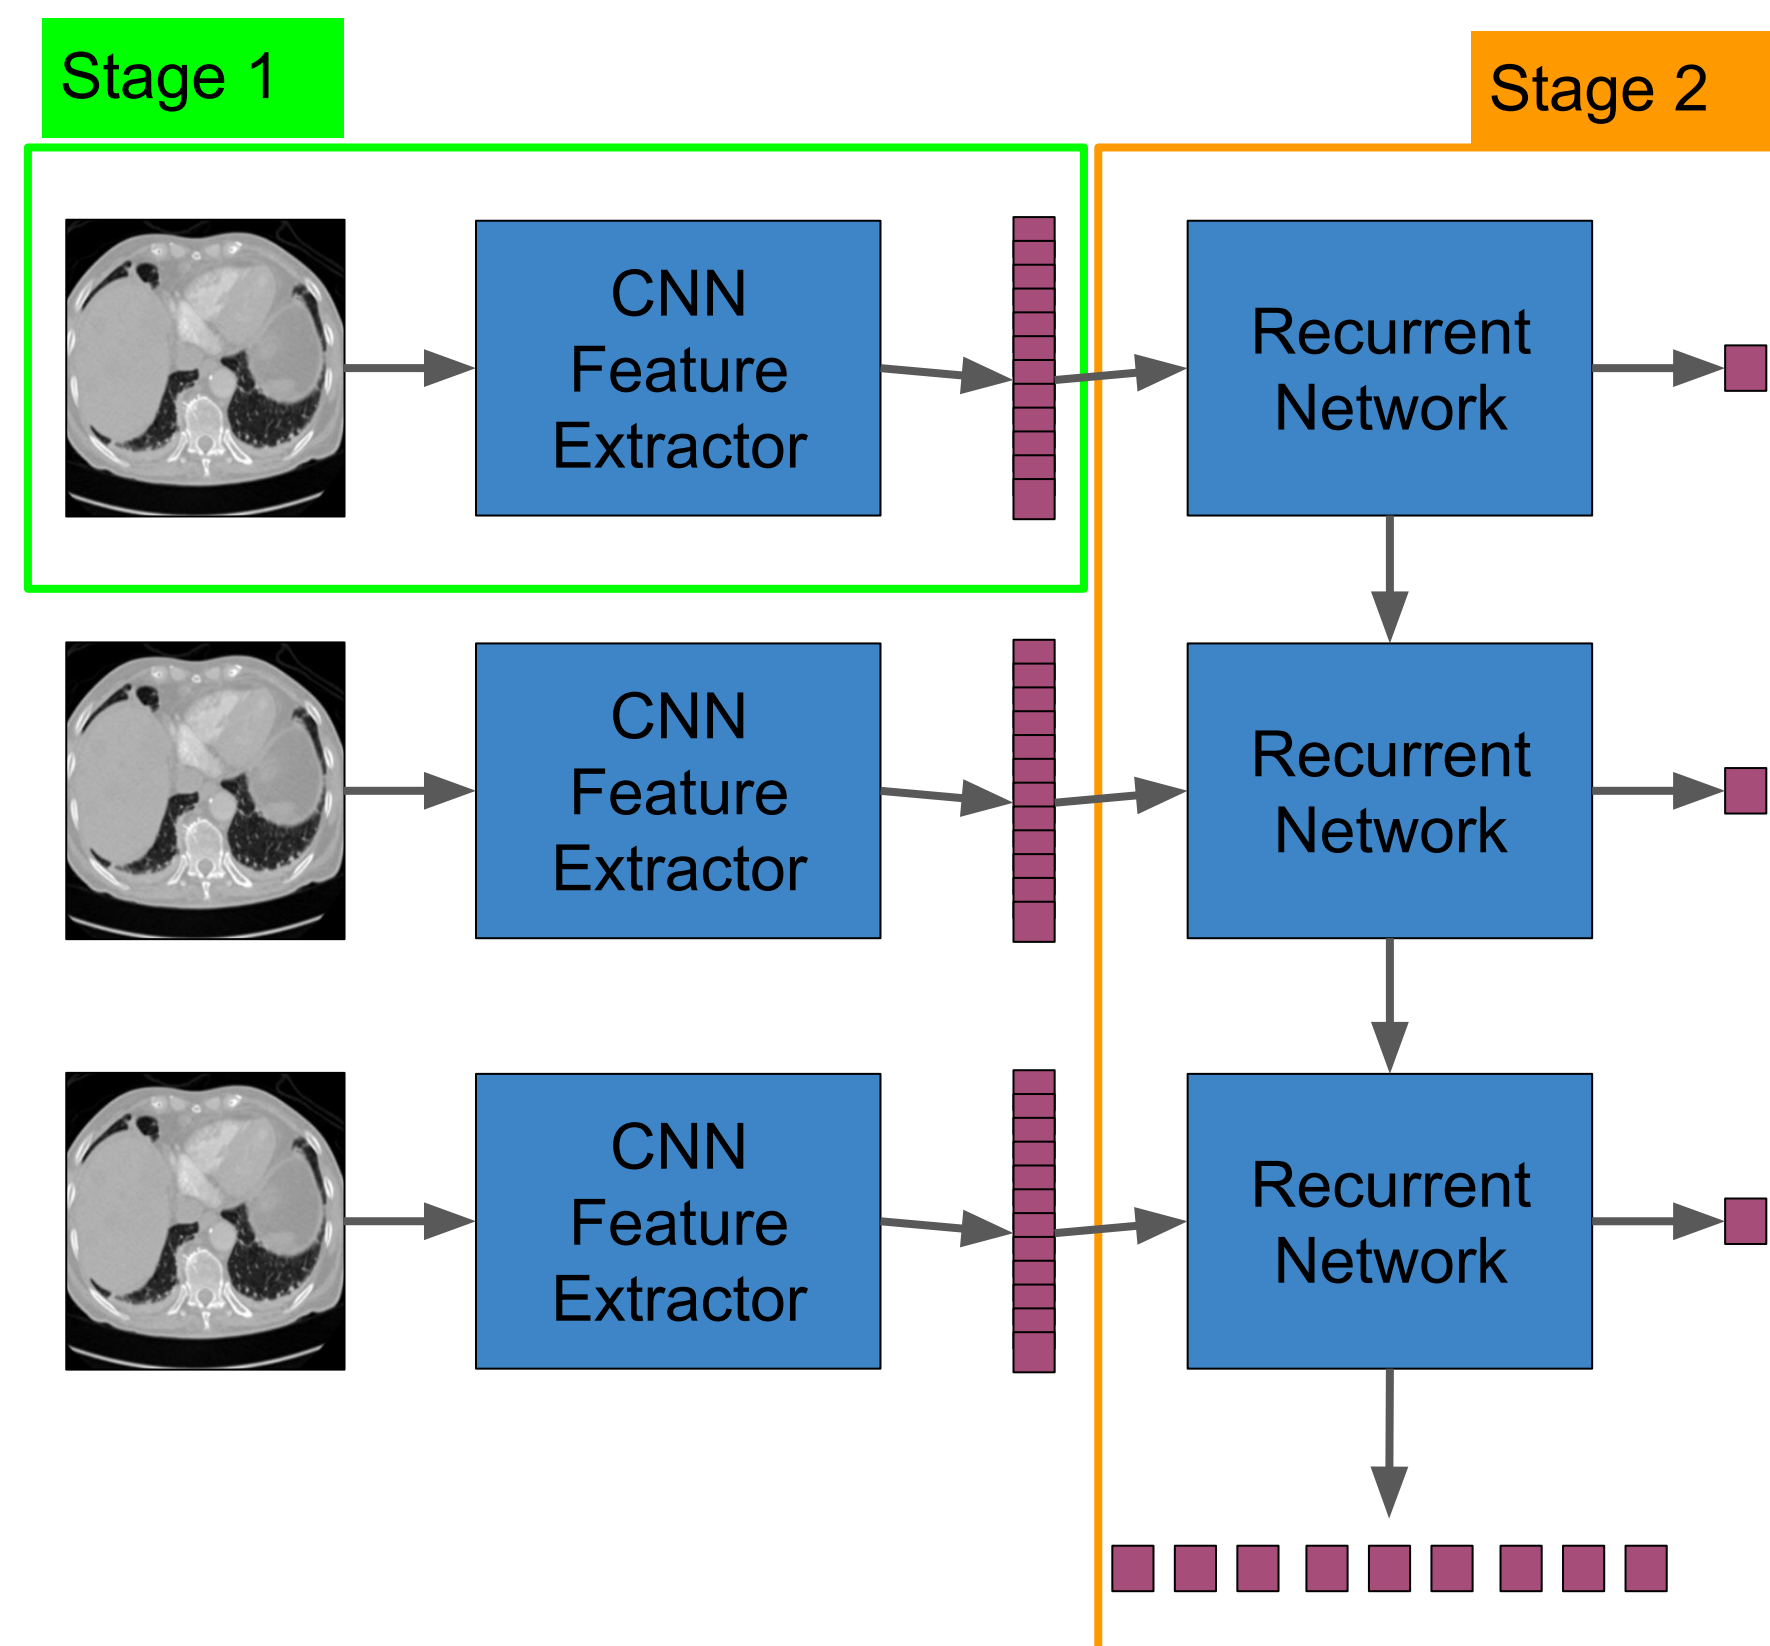 Stage 1
Stage 2
CNN
Feature
Extractor
Recurrent
Network
CNN
Feature
Extractor
Recurrent
Network
CNN
Feature
Extractor
Recurrent
Network